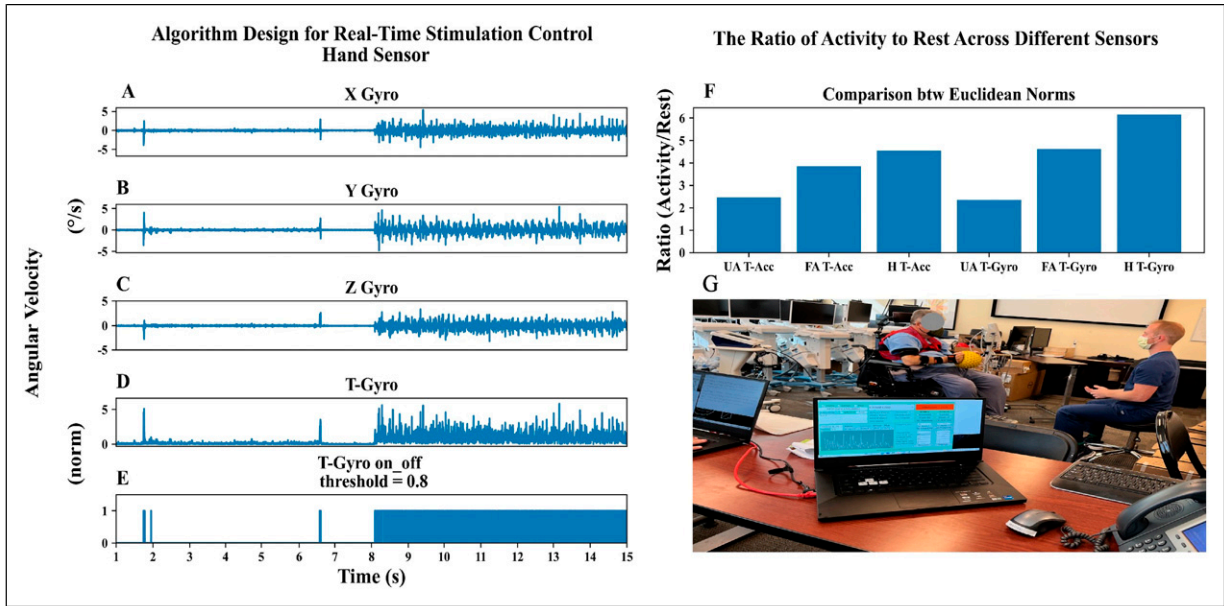 Algorithm Design for Real-Time Stimulation Control
Hand Sensor
A
X Gyro
5
0
-5
B
Y Gyro
5
0
-5
C
Z Gyro
5
0
-5
D
T-Gyro
5
0
T-Gyro on_off
E
threshold = 0.8
1
0
1 2 3 4 5 6 7 8 9 10 11 12 13 14 15
Time (s)
Angular Velocity
(°/s)
(norm)
The Ratio of Activity to Rest Across Different Sensors
F
Comparison btw Euclidean Norms
Ratio (Activity/Rest)
6
5
4
3
2
1
0
UA T-Acc FA T-Acc H T-Acc UA T-Gyro FA T-Gyro H T-Gyro
G